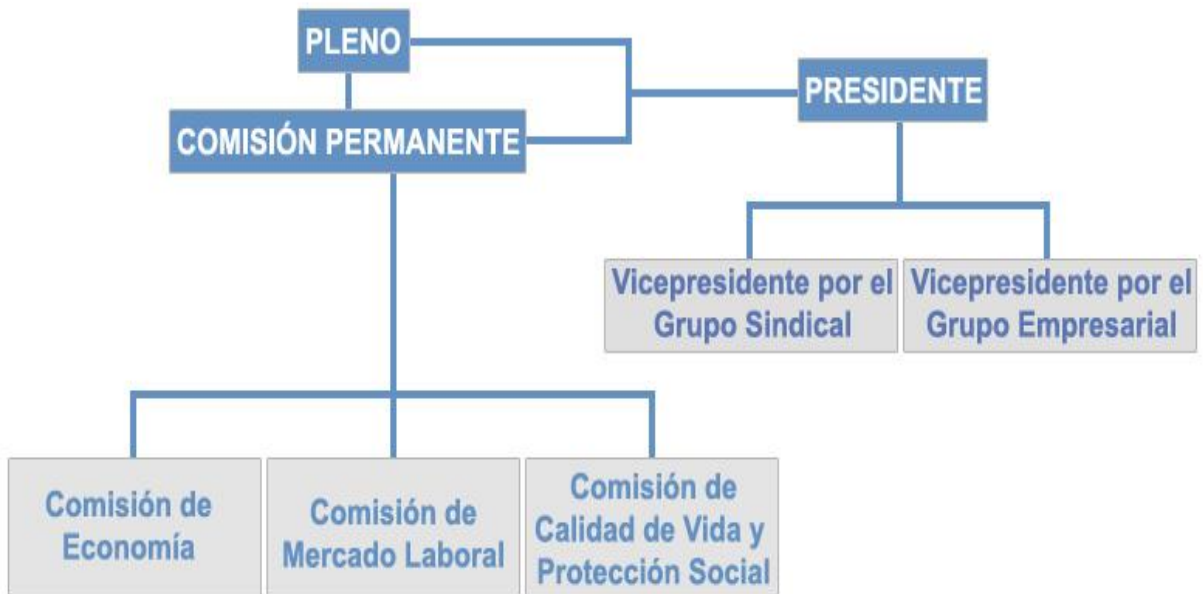 PLENO
PRESIDENTE
COMISIÓN PERMANENTE
Vicepresidente por el
Grupo Sindical
Vicepresidente por el
Grupo Empresarial
Comisión de
Economía
Comisión de
Mercado Laboral
Comisión de
Calidad de Vida y
Protección Social